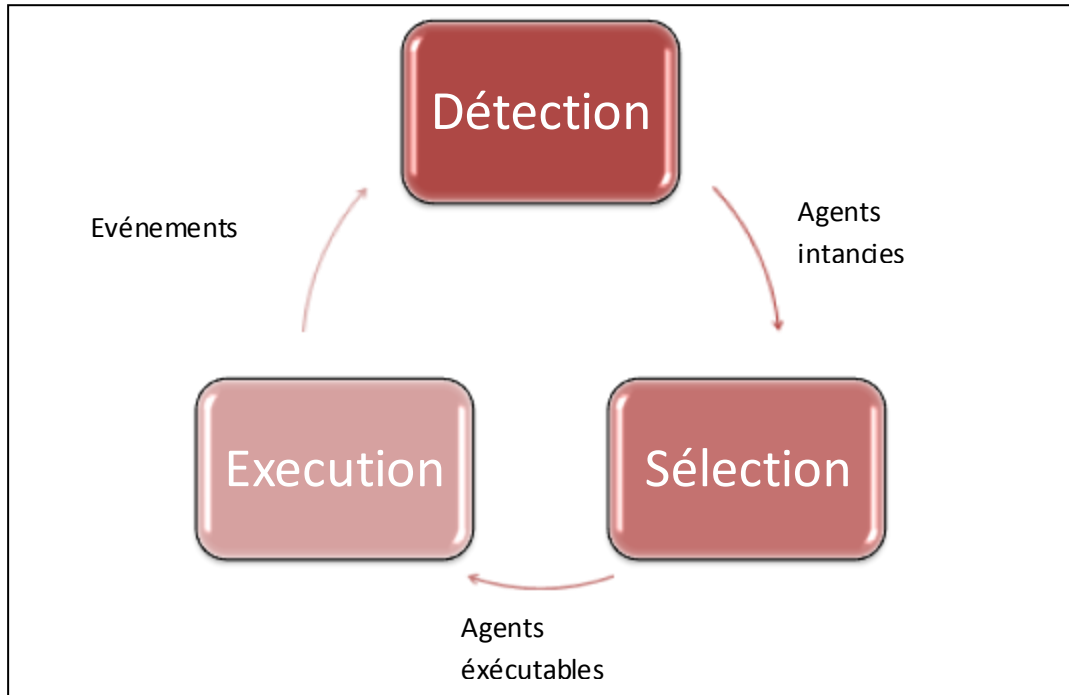 Détection
Evénements
Agents
intancies
Execution
Sélection
Agents
éxécutables